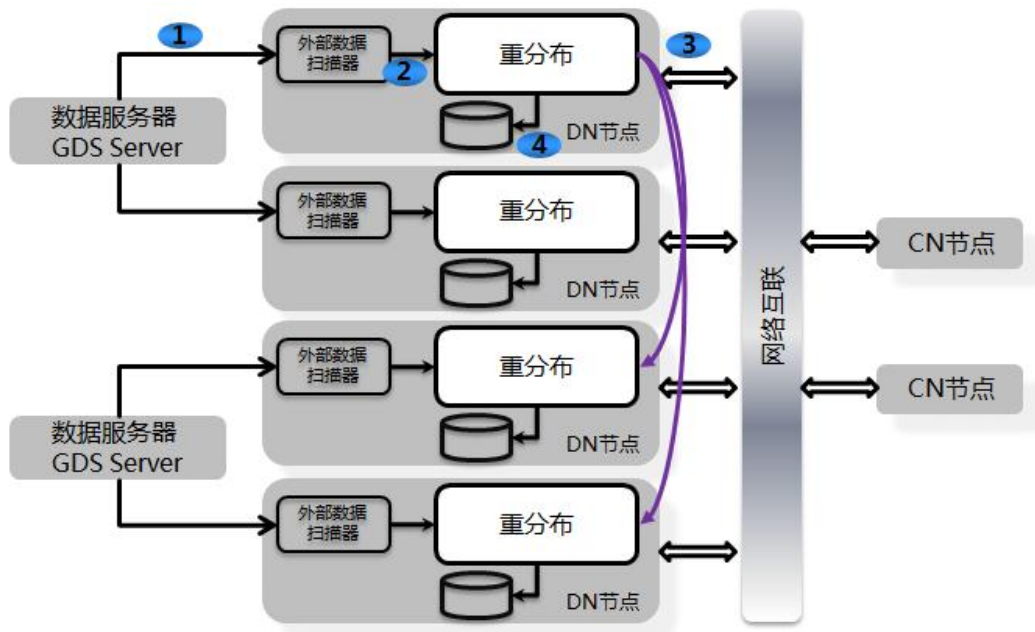 1
外部数据
扫描器
2
重分布
3
数据服务器
GDS Server
4
DN节点
外部数据
扫描器
重分布
DN节点
CN节点
网络互联
外部数据
扫描器
重分布
DN节点
CN节点
数据服务器
GDS Server
外部数据
扫描器
重分布
DN节点